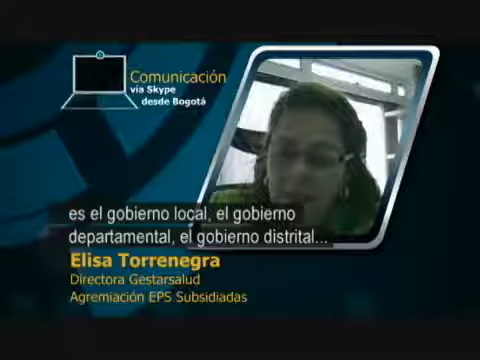 Comunicación
vía Skype
desde Bogotá
es el gobierno local, el gobierno
departamental, el gobierno distrital...
Elisa Torrenegra
Directora Gestarsalud
Agremiación EPS Subsidiadas